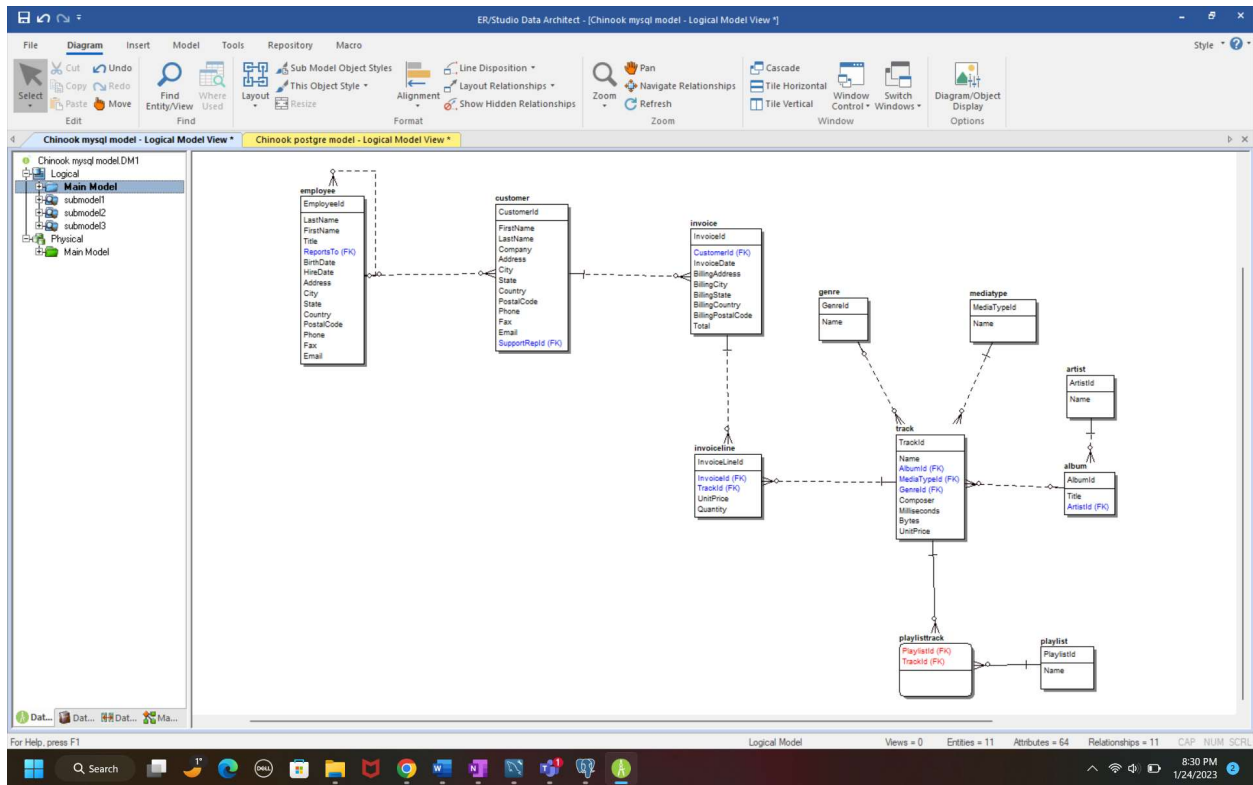 ER/Studio Data Architect - [Chinook mysql model - Logical Model View *]
File Diagram Insert Model Tools Repository Macro Style
Select
Cut Undo
Copy Redo
Paste Move
Edit
Find Entity/View
Where Used
Find
Layout
Sub Model Object Styles
This Object Style
Resize
Alignment
Line Disposition
Layout Relationships
Show Hidden Relationships
Format
Zoom
Pan
Navigate Relationships
Refresh
Zoom
Cascade
Tile Horizontal
Tile Vertical
Window Control
Switch Windows
Window
Diagram/Object Display
Options
Chinook mysql model - Logical Model View * Chinook postgre model - Logical Model View *
Chinook mysql model.DM1
Logical
Main Model
submodel1
submodel2
submodel3
Physical
Main Model
employee
EmployeeId
LastName
FirstName
Title
ReportsTo (FK)
BirthDate
HireDate
Address
City
State
Country
PostalCode
Phone
Fax
Email
customer
CustomerId
FirstName
LastName
Company
Address
City
State
Country
PostalCode
Phone
Fax
Email
SupportRepId (FK)
invoice
InvoiceId
CustomerId (FK)
InvoiceDate
BillingAddress
BillingCity
BillingState
BillingCountry
BillingPostalCode
Total
genre
GenreId
Name
mediatype
MediaTypeId
Name
artist
ArtistId
Name
invoiceline
InvoiceLineId
InvoiceId (FK)
TrackId (FK)
UnitPrice
Quantity
track
TrackId
Name
AlbumId (FK)
MediaTypeId (FK)
GenreId (FK)
Composer
Milliseconds
Bytes
UnitPrice
album
AlbumId
Title
ArtistId (FK)
playlisttrack
PlaylistId (FK)
TrackId (FK)
playlist
PlaylistId
Name
Dat... Dat... Dat... Ma...
For Help, press F1 Logical Model Views = 0 Entities = 11 Attributes = 64 Relationships = 11 CAP NUM SCRL
Search
1"
DELL
1
8:30 PM
1/24/2023
2